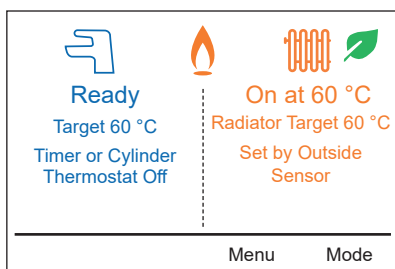 Ready
Target 60 °C
Timer or Cylinder
Thermostat Off
On at 60 °C
Radiator Target 60 °C
Set by Outside
Sensor
Menu
Mode